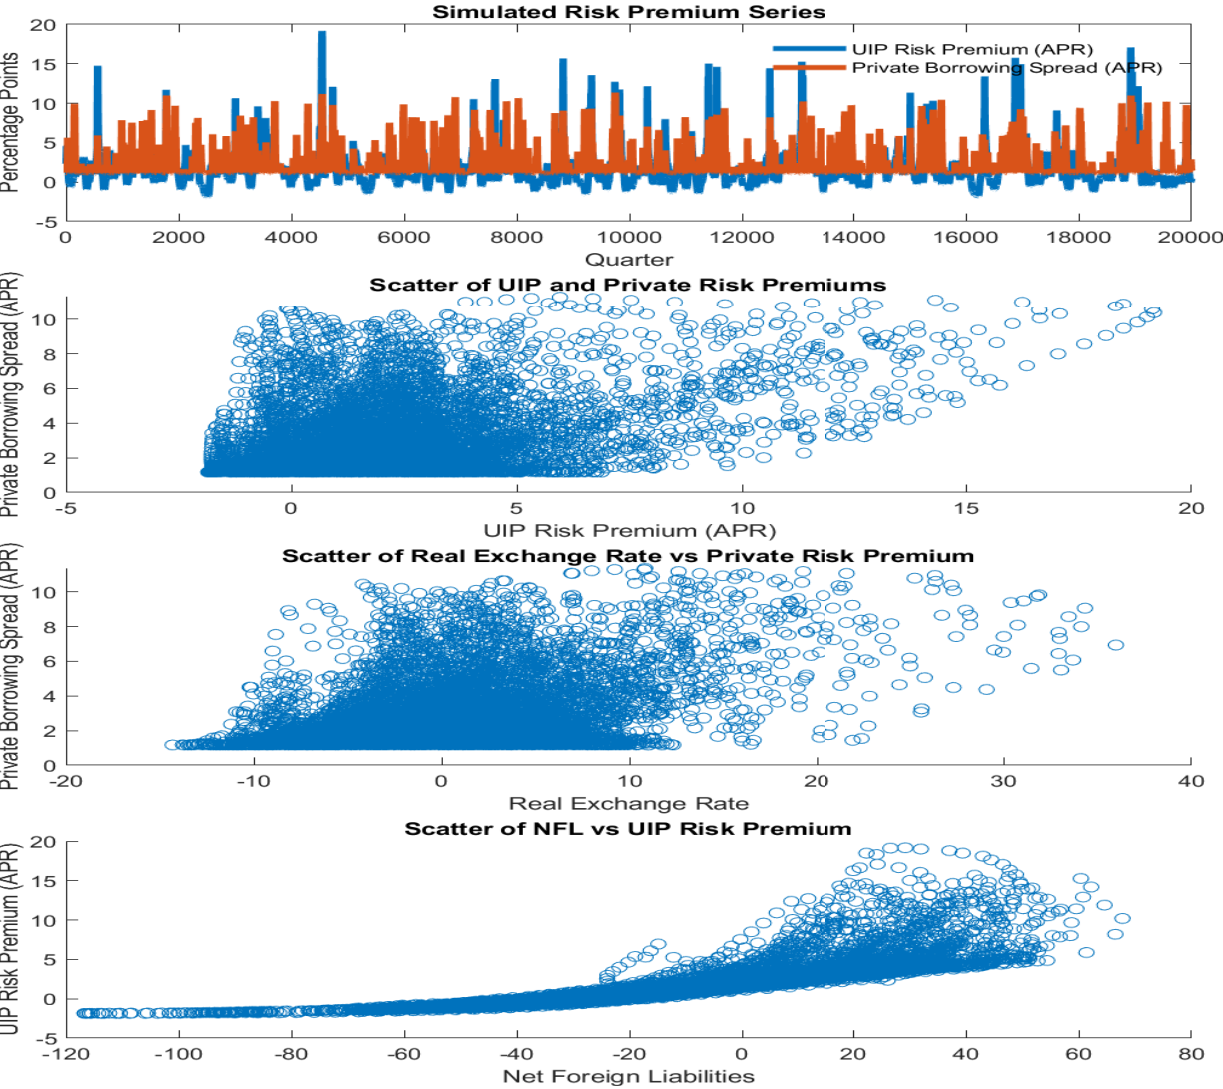 Simulated Risk Premium Series
Percentage Points
20
15
10
5
0
-5
UIP Risk Premium (APR)
Private Borrowing Spread (APR)
0 2000 4000 6000 8000 10000 12000 14000 16000 18000 20000
Quarter
Scatter of UIP and Private Risk Premiums
Private Borrowing Spread (APR)
10
8
6
4
2
0
-5 0 5 10 15 20
UIP Risk Premium (APR)
Scatter of Real Exchange Rate vs Private Risk Premium
Private Borrowing Spread (APR)
10
8
6
4
2
0
-20 -10 0 10 20 30 40
Real Exchange Rate
Scatter of NFL vs UIP Risk Premium
UIP Risk Premium (APR)
20
15
10
5
0
-5
-120 -100 -80 -60 -40 -20 0 20 40 60 80
Net Foreign Liabilities